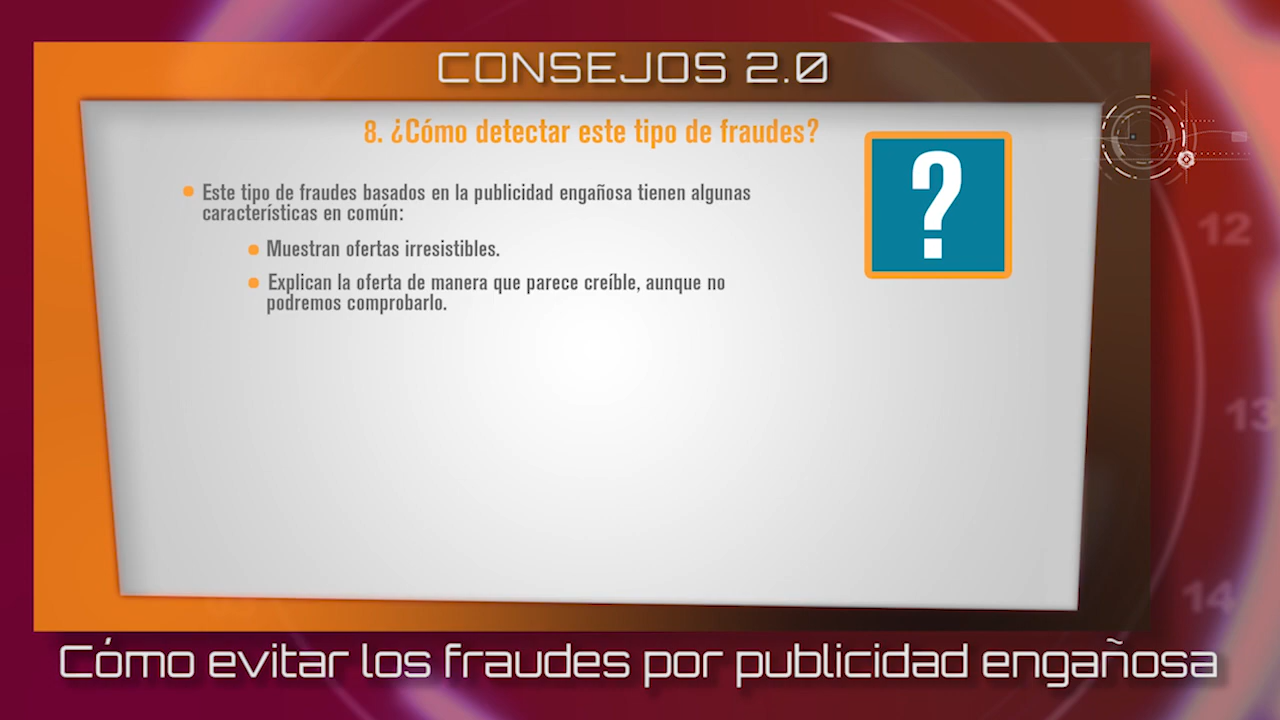 CONSEJOS 2.0
8. ¿Cómo detectar este tipo de fraudes?
?
Este tipo de fraudes basados en la publicidad engañosa tienen algunas
características en común:
Muestran ofertas irresistibles.
Explican la oferta de manera que parece creíble, aunque no
podremos comprobarlo.
12
13
14
Cómo evitar los fraudes por publicidad engañosa